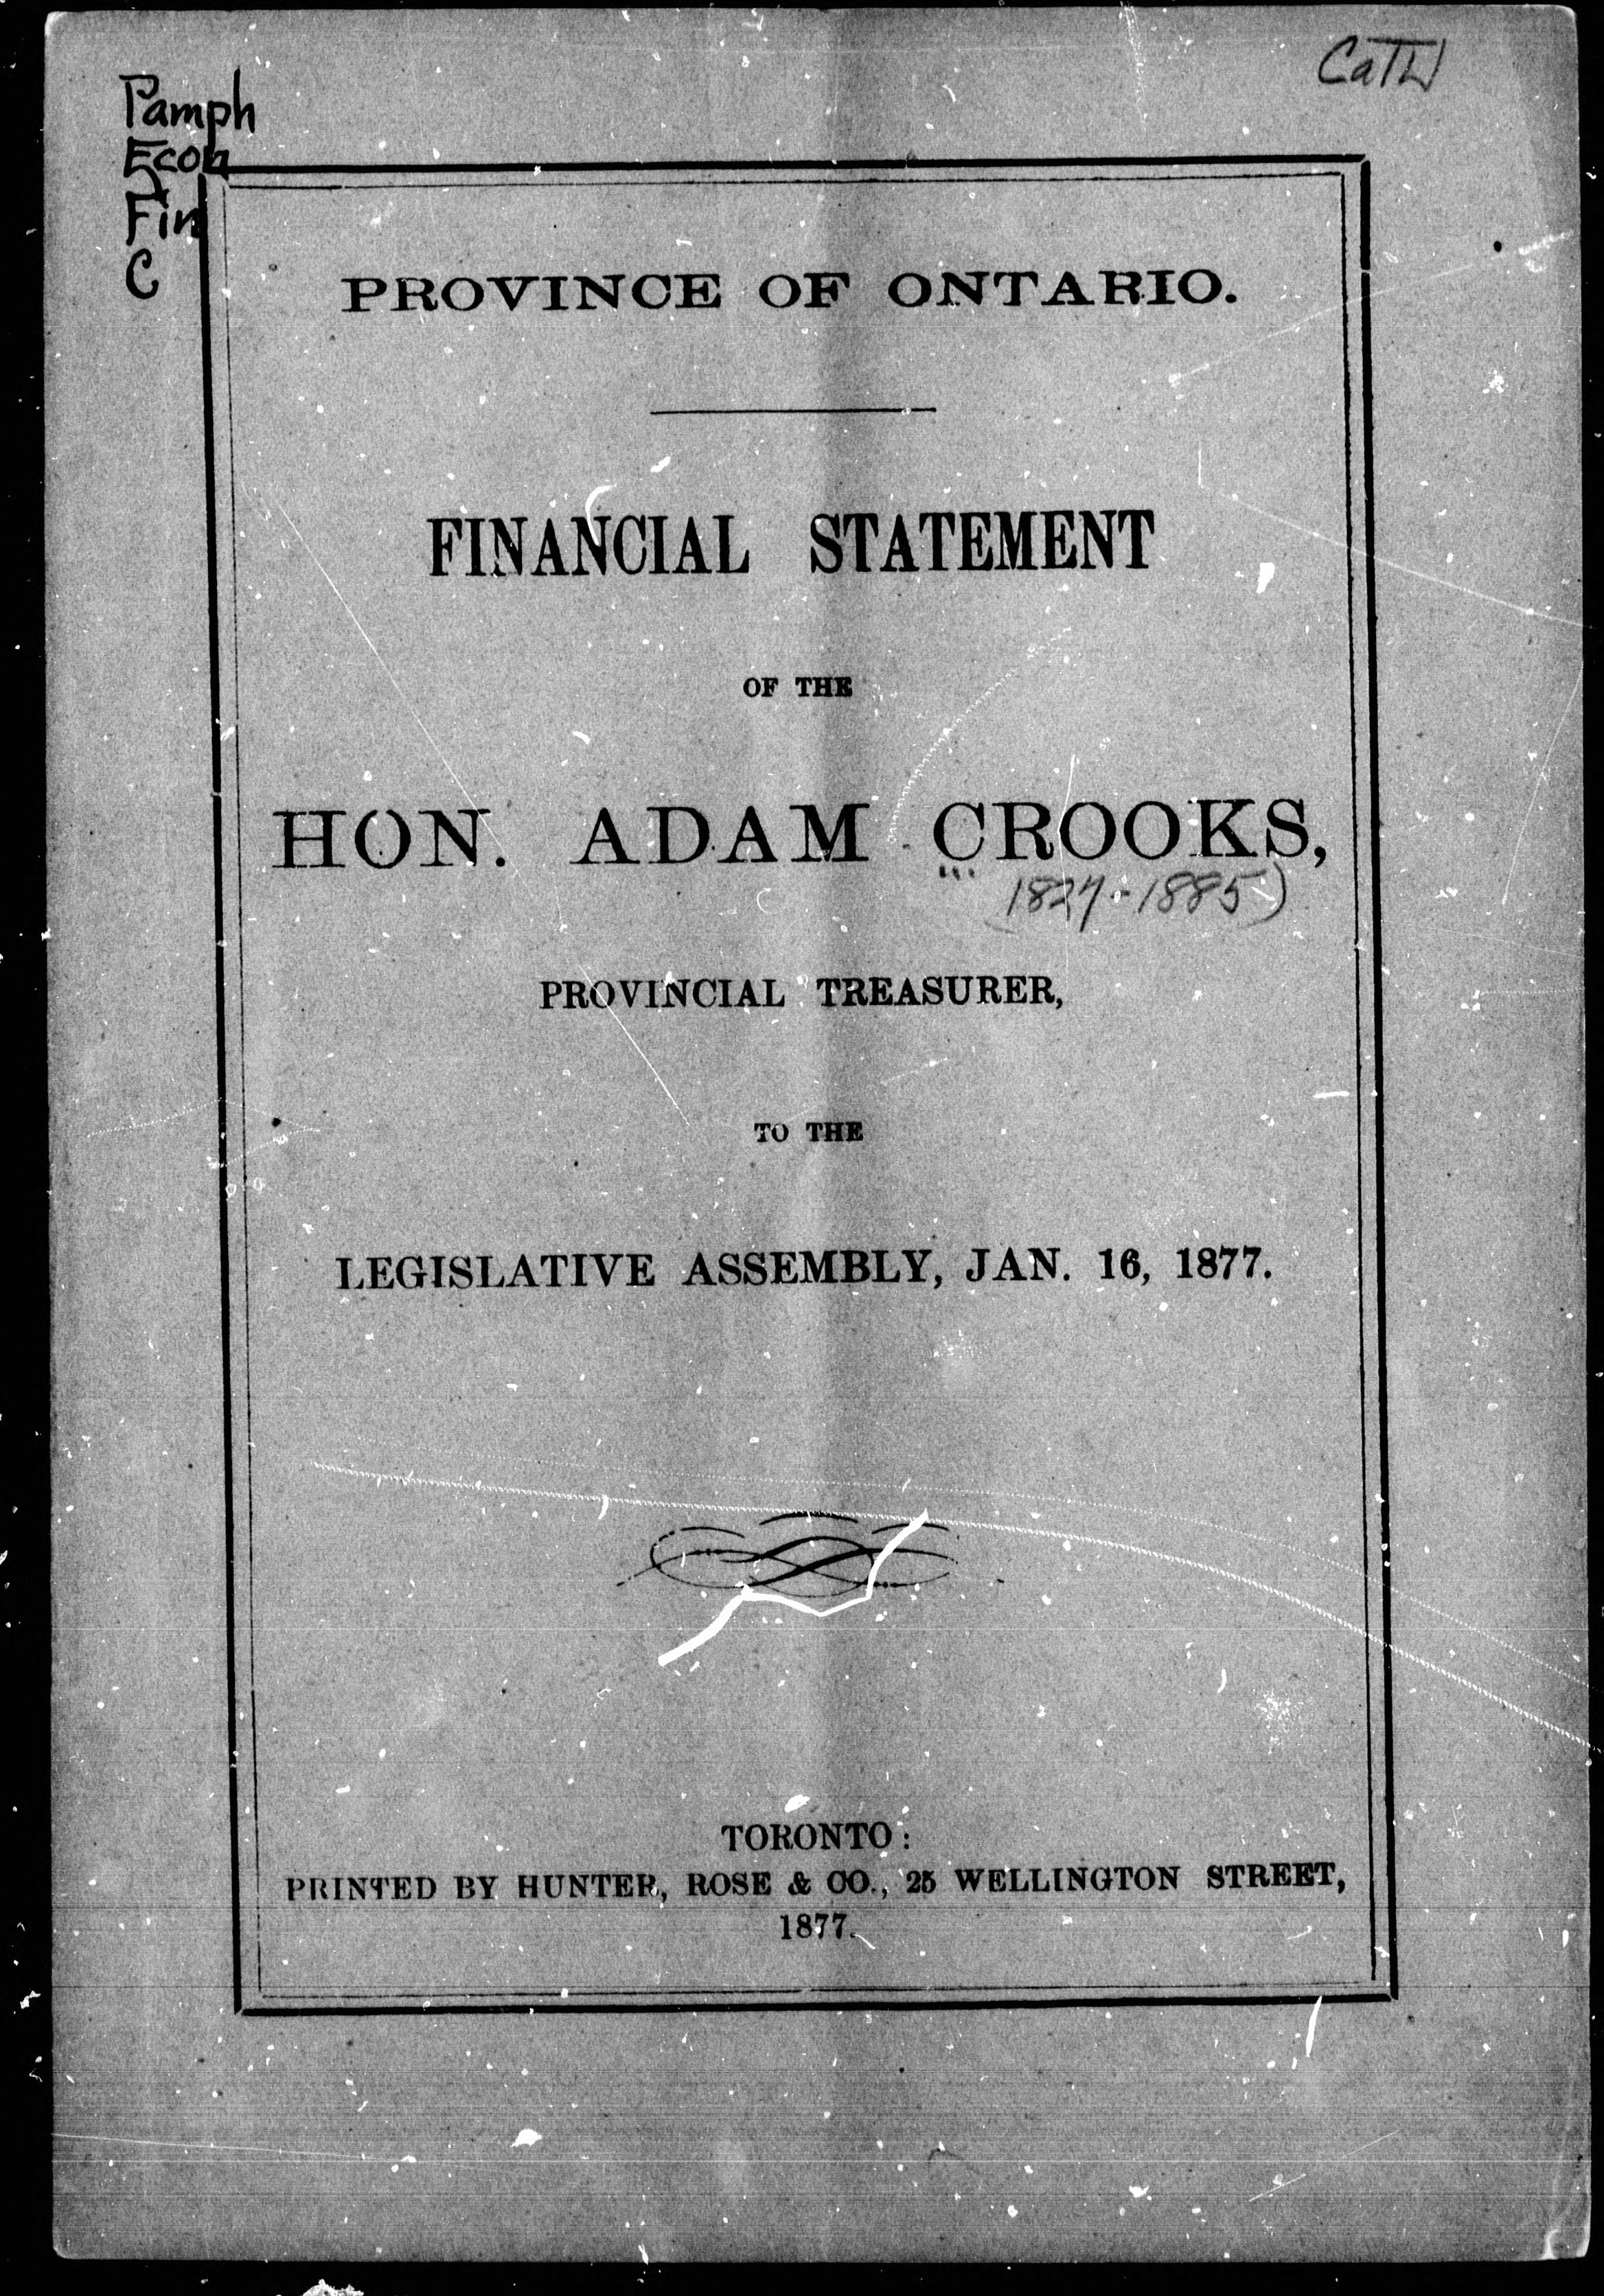 CaTW
Pamph
Econ
Fin
C
PROVINCE OF ONTARIO.
FINANCIAL STATEMENT
OF THE
HON. ADAM CROOKS,
(1827-1885)
PROVINCIAL TREASURER,
TO THE
LEGISLATIVE ASSEMBLY, JAN. 16, 1877.
TORONTO:
PRINTED BY HUNTER, ROSE & CO., 25 WELLINGTON STREET,
1877.